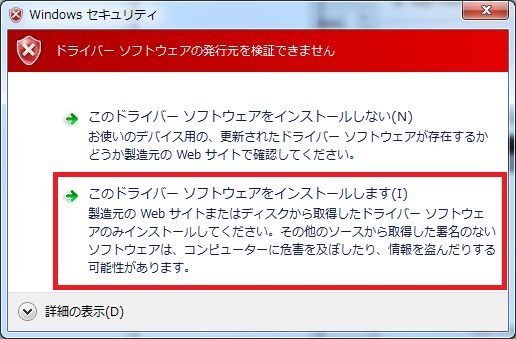 Windows セキュリティ
ドライバー ソフトウェアの発行元を検証できません
このドライバー ソフトウェアをインストールしない(N)
お使いのデバイス用の、更新されたドライバー ソフトウェアが存在するか
どうか製造元の Web サイトで確認してください。
このドライバー ソフトウェアをインストールします(I)
製造元の Web サイトまたはディスクから取得したドライバー ソフトウェ
アのみインストールしてください。その他のソースから取得した署名のない
ソフトウェアは、コンピューターに危害を及ぼしたり、情報を盗んだりする
可能性があります。
詳細の表示(D)